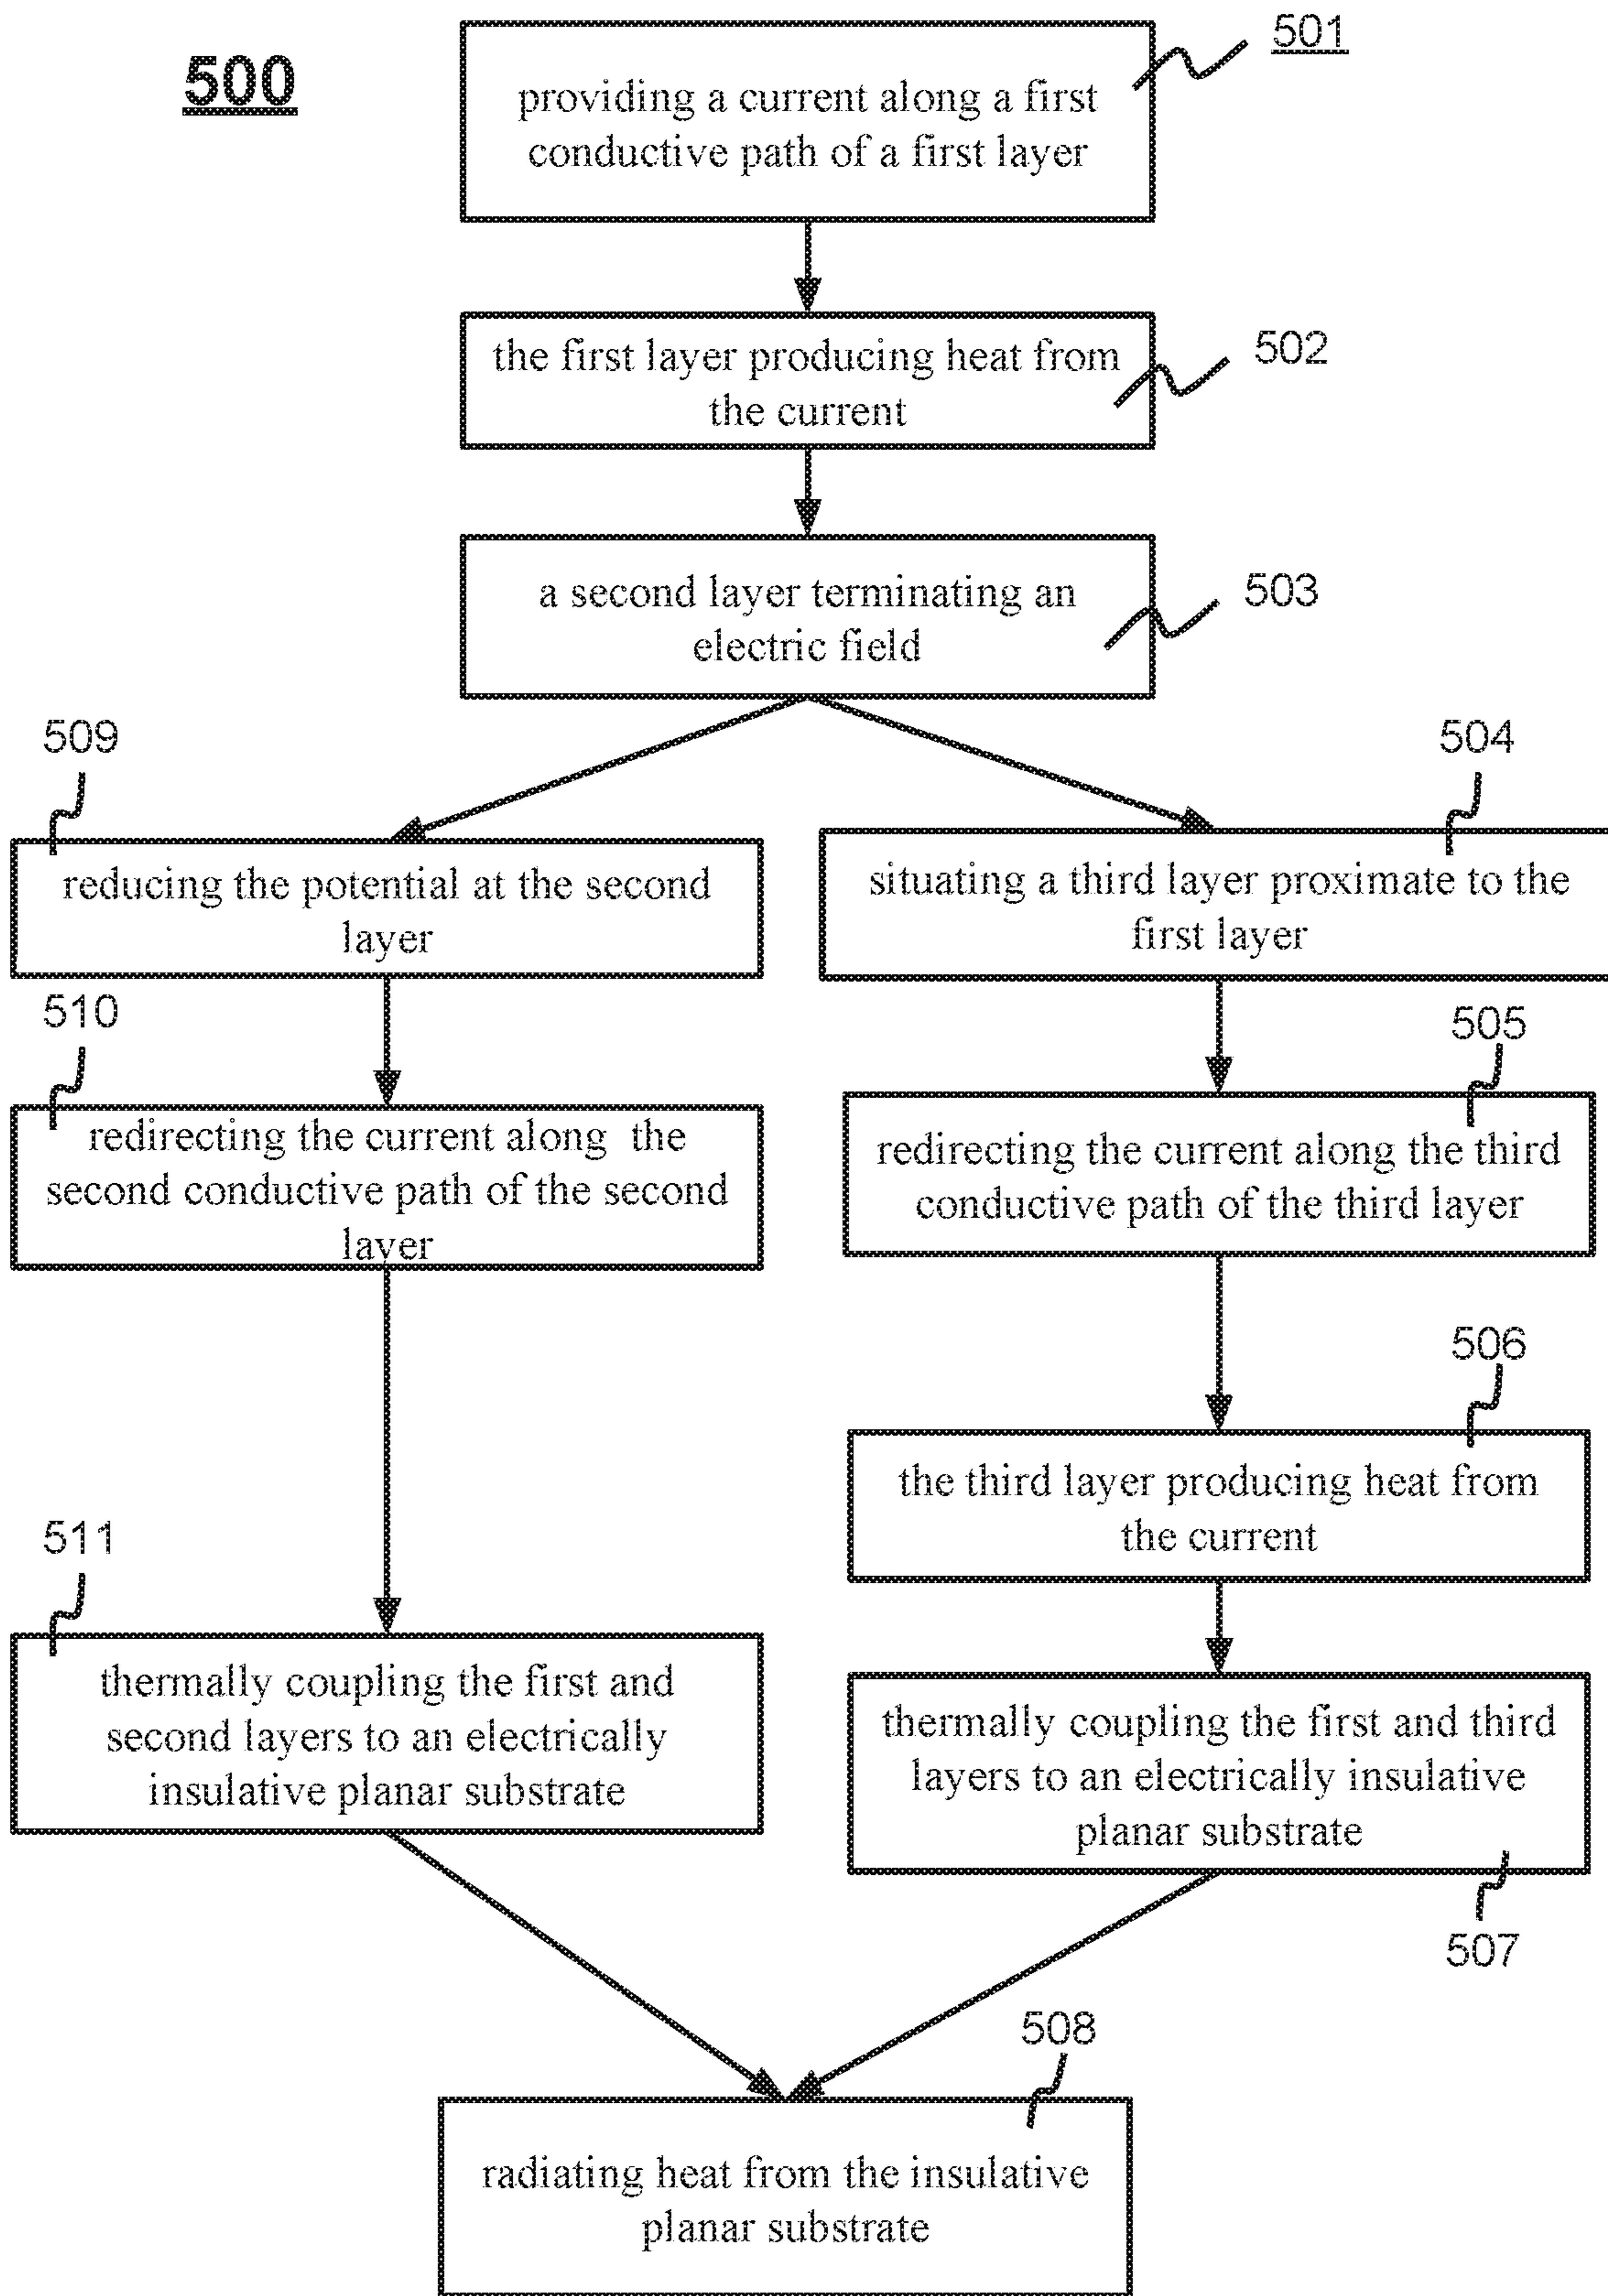 500
501
providing a current along a first
conductive path of a first layer
502
the first layer producing heat from
the current
503
a second layer terminating an
electric field
509
reducing the potential at the second
layer
504
situating a third layer proximate to the
first layer
510
redirecting the current along the
second conductive path of the second
layer
505
redirecting the current along the third
conductive path of the third layer
506
the third layer producing heat from
the current
511
thermally coupling the first and
second layers to an electrically
insulative planar substrate
thermally coupling the first and third
layers to an electrically insulative
planar substrate
507
508
radiating heat from the insulative
planar substrate